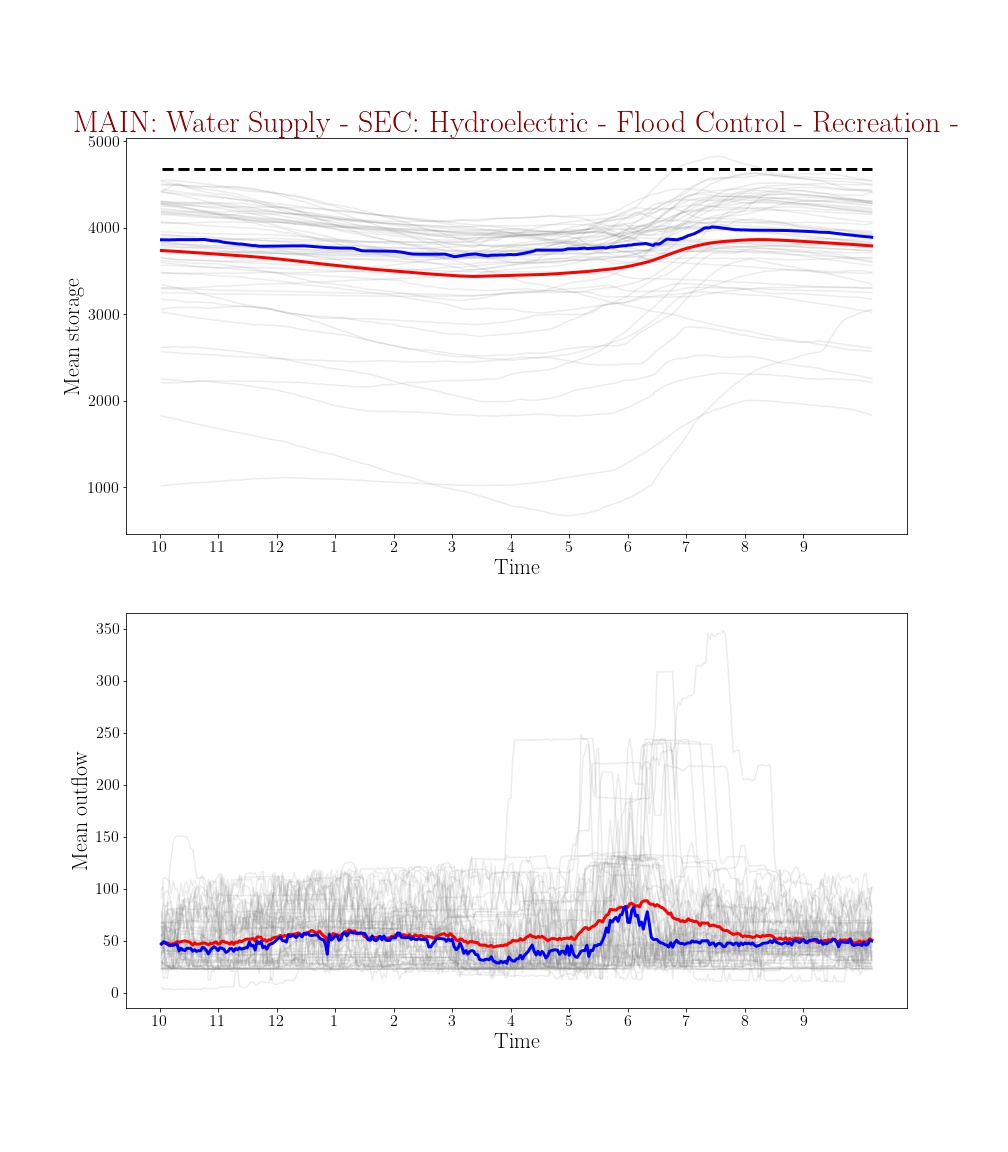 MAIN: Water Supply - SEC: Hydroelectric - Flood Control - Recreation -
Mean storage
5000
4000
3000
2000
1000
10 11 12 1 2 3 4 5 6 7 8 9
Time
Mean outflow
350
300
250
200
150
100
50
0
10 11 12 1 2 3 4 5 6 7 8 9
Time